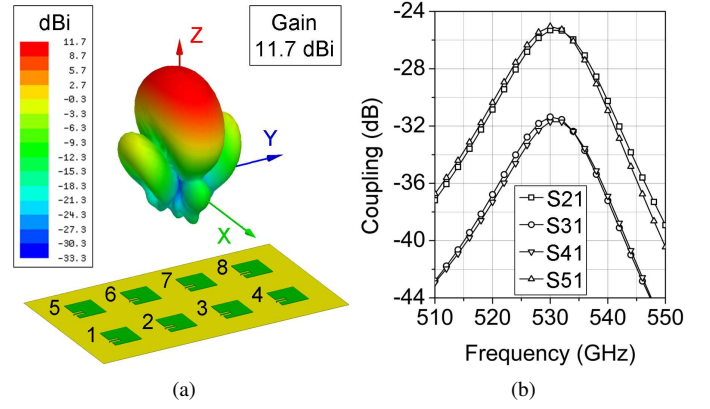 dBi
11.7
8.7
5.7
2.7
-0.3
-3.3
-6.3
-9.3
-12.3
-15.3
-18.3
-21.3
-24.3
-27.3
-30.3
-33.3
Gain
11.7 dBi
Z
Y
X
5 6 7 8
1 2 3 4
(a)
Coupling (dB)
-24
-28
-32
-36
-40
-44
S21
S31
S41
S51
510 520 530 540 550
Frequency (GHz)
(b)